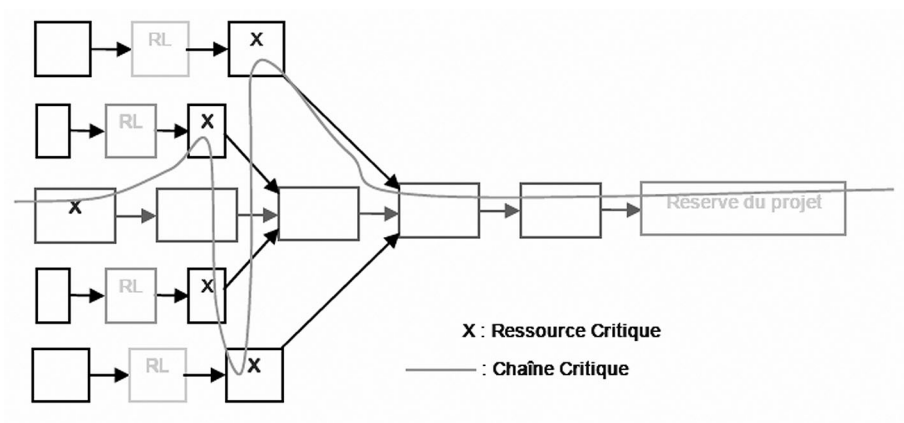 RL X
RL X
X
Réserve du projet
RL X
X : Ressource Critique
RL X
: Chaîne Critique